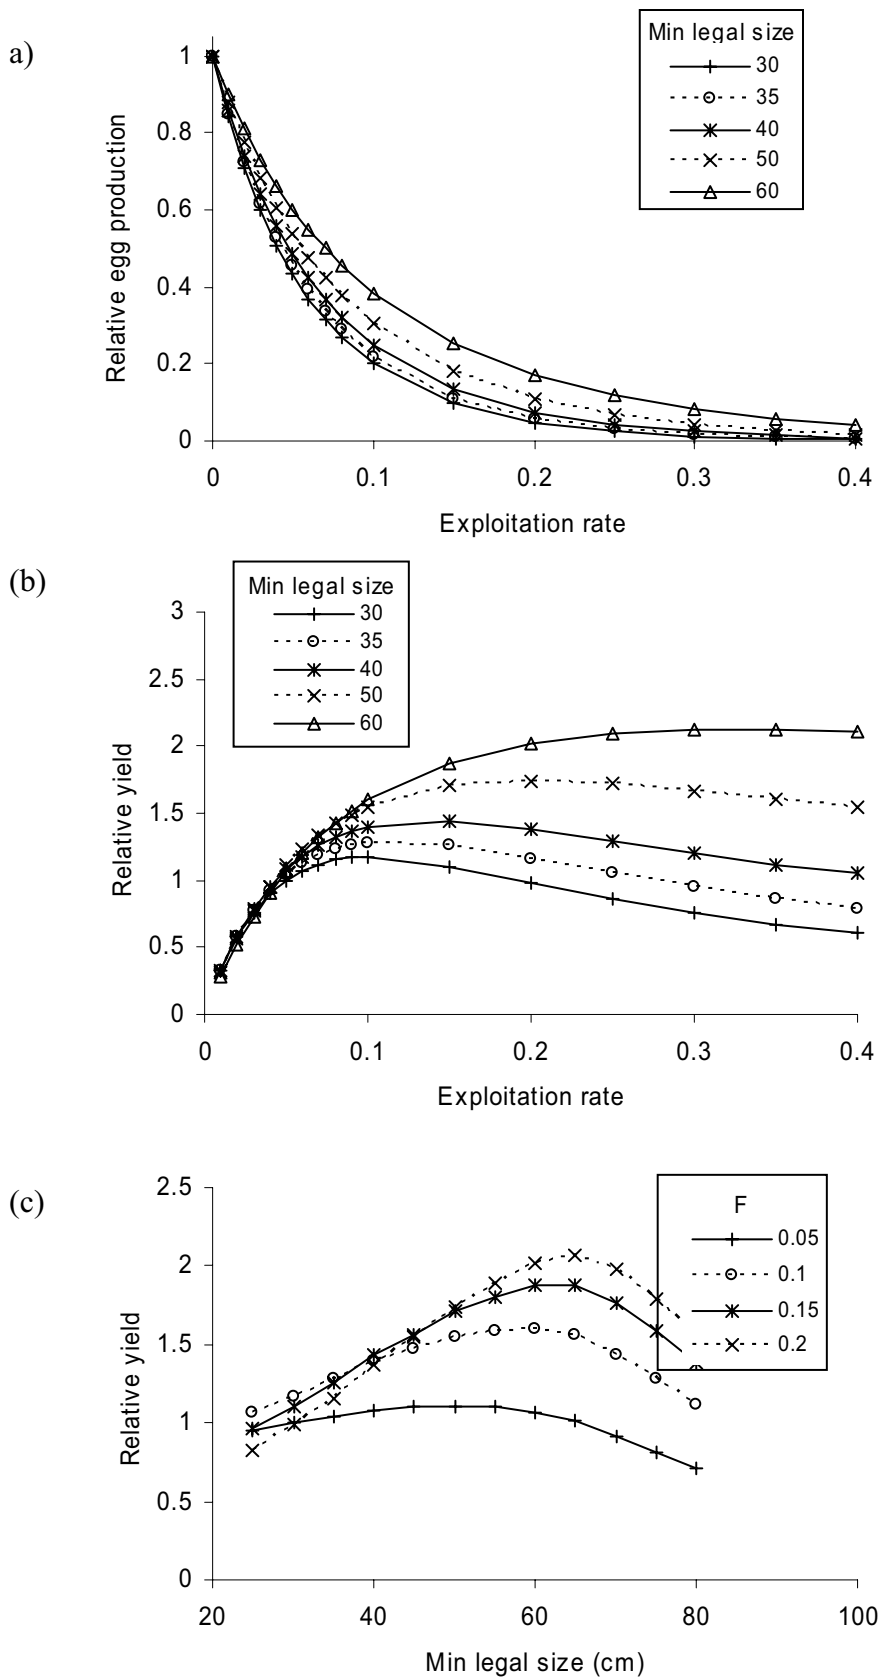 a)
Min legal size
30
35
40
50
60
1
0.8
0.6
0.4
0.2
0
Relative egg production
0 0.1 0.2 0.3 0.4
Exploitation rate
(b)
Min legal size
30
35
40
50
60
3
2.5
2
1.5
1
0.5
0
Relative yield
0 0.1 0.2 0.3 0.4
Exploitation rate
(c)
F
0.05
0.1
0.15
0.2
2.5
2
1.5
1
0.5
0
Relative yield
20 40 60 80 100
Min legal size (cm)